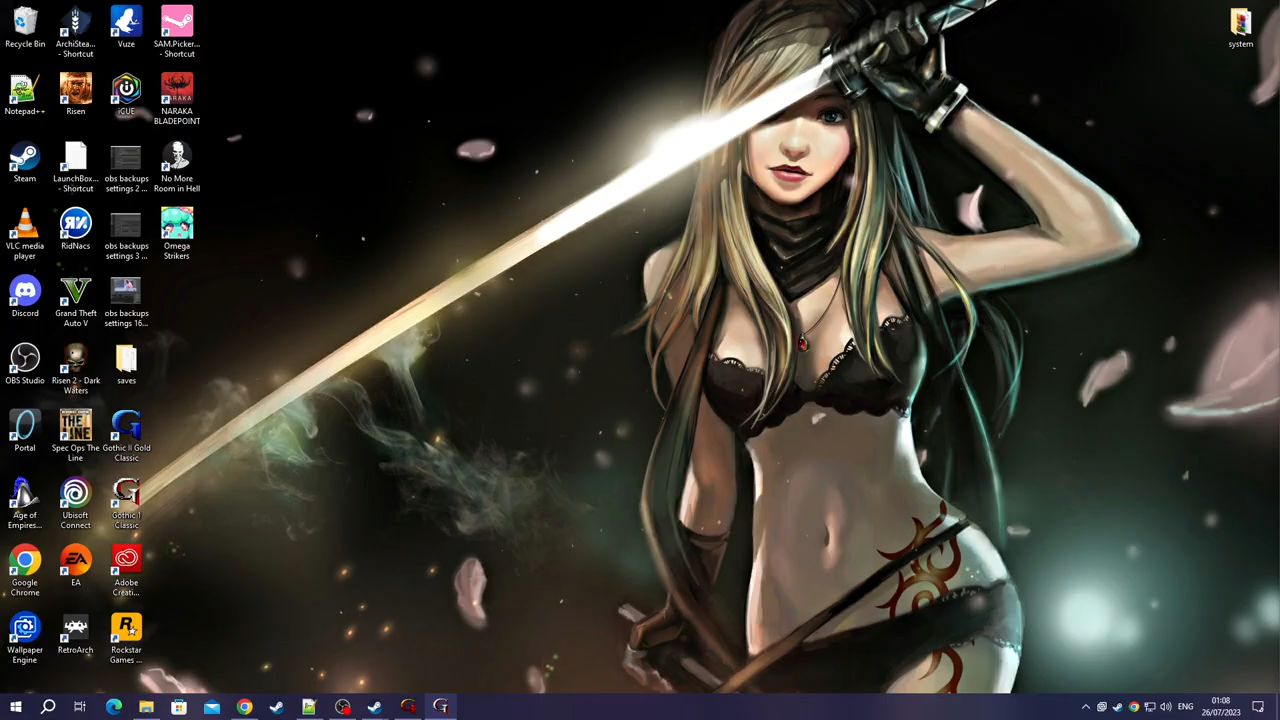 Recycle Bin
ArchiStea...
- Shortcut
Vuze
SAM.Picker...
- Shortcut
system
Notepad++
Risen
iCUE
NARAKA
BLADEPOINT
Steam
LaunchBox...
- Shortcut
obs backups
settings 2 ...
No More
Room in Hell
VLC media
player
RidNacs
obs backups
settings 3 ...
Omega
Strikers
Discord
Grand Theft
Auto V
obs backups
settings 16...
OBS Studio
Risen 2 - Dark
Waters
saves
Portal
THE LINE
Spec Ops The
Line
Gothic II Gold
Classic
Age of
Empires...
Ubisoft
Connect
Gothic 1
Classic
Google
Chrome
EA
EA
Adobe
Creati...
Wallpaper
Engine
RetroArch
Rockstar
Games ...
ENG
01:08
26/07/2023